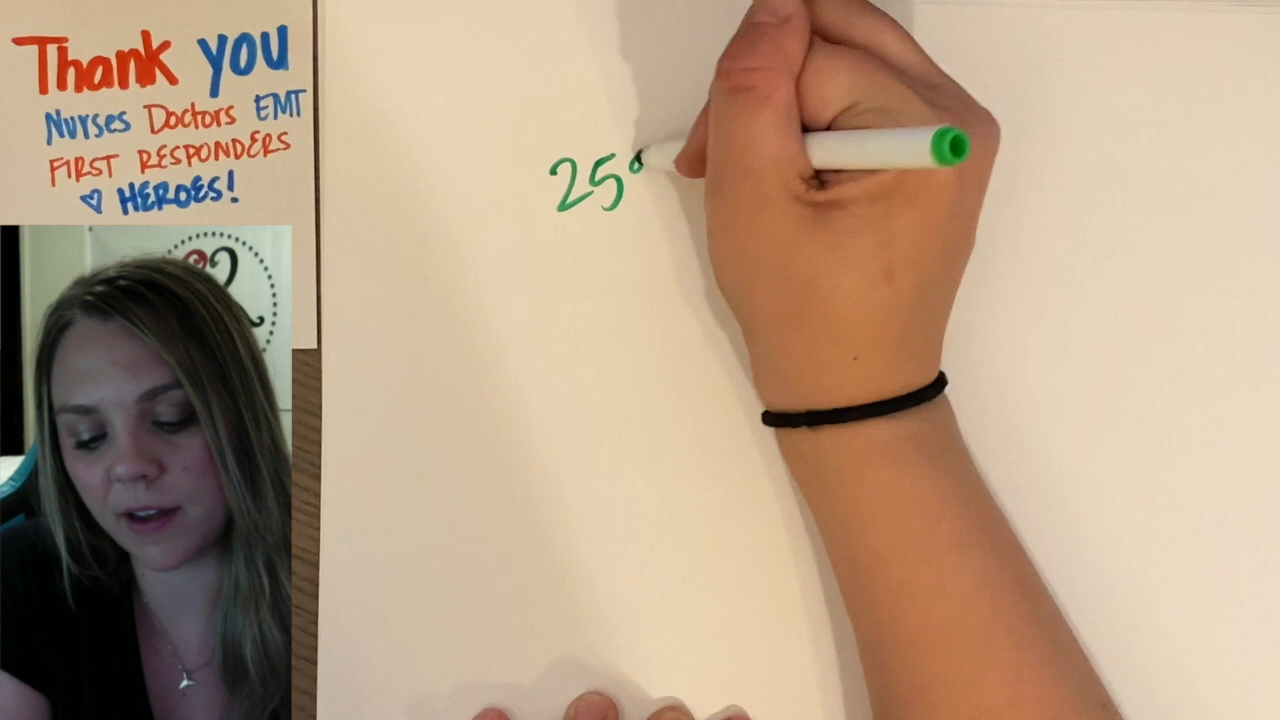 Thank you
Nurses Doctors EMT
FIRST RESPONDERS
♡ HEROES!
25°